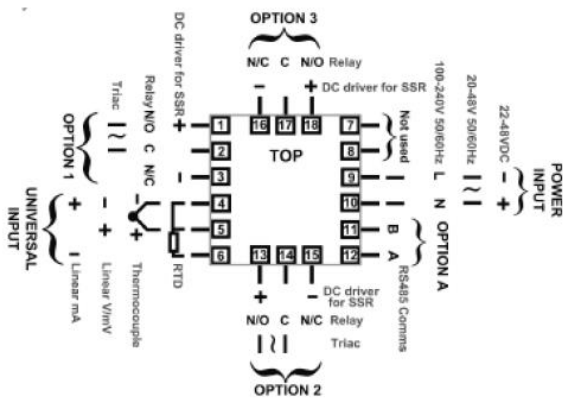 OPTION 3
N/C C N/O Relay
− + DC driver for SSR
DC driver for SSR
+ −
Relay N/O C N/C
Triac
OPTION 1
UNIVERSAL INPUT
+ − Linear mA
− + Linear V/mV
− + Thermocouple
RTD
1
2
3
4
5
6
16 17 18
TOP
13 14 15
7
8
9
10
11
12
Not used
100-240V 50/60Hz L N
20-48V 50/60Hz
22-48VDC − +
POWER INPUT
B
A
OPTION A
RS485 Comms
+ − DC driver for SSR
N/O C N/C Relay
Triac
OPTION 2